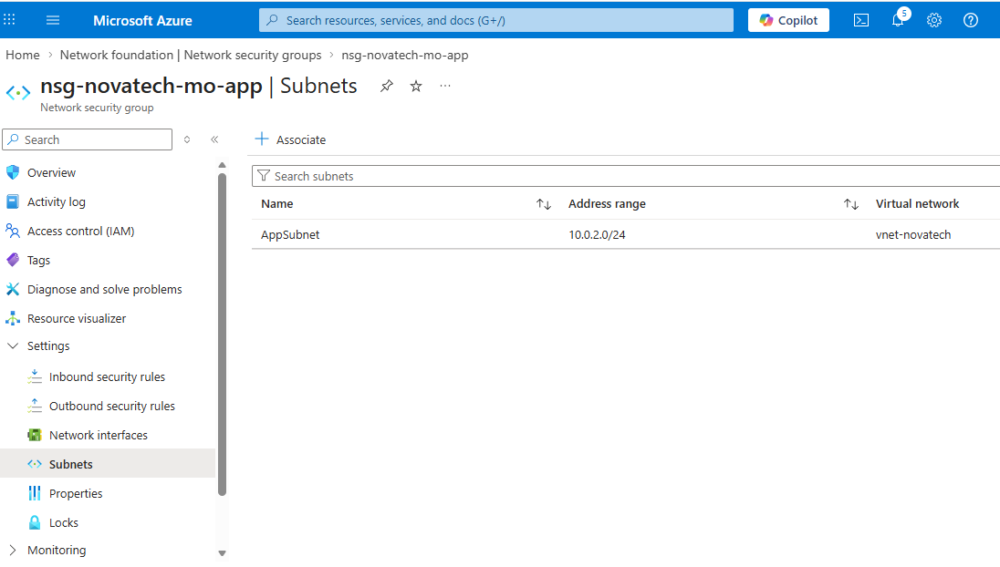 Microsoft Azure
Search resources, services, and docs (G+/)
Copilot
5
Home > Network foundation | Network security groups > nsg-novatech-mo-app
nsg-novatech-mo-app | Subnets
Network security group
Search
Associate
Search subnets
Overview
Activity log
Access control (IAM)
Tags
Diagnose and solve problems
Resource visualizer
Settings
Inbound security rules
Outbound security rules
Network interfaces
Subnets
Properties
Locks
Monitoring
Name Address range Virtual network
AppSubnet 10.0.2.0/24 vnet-novatech